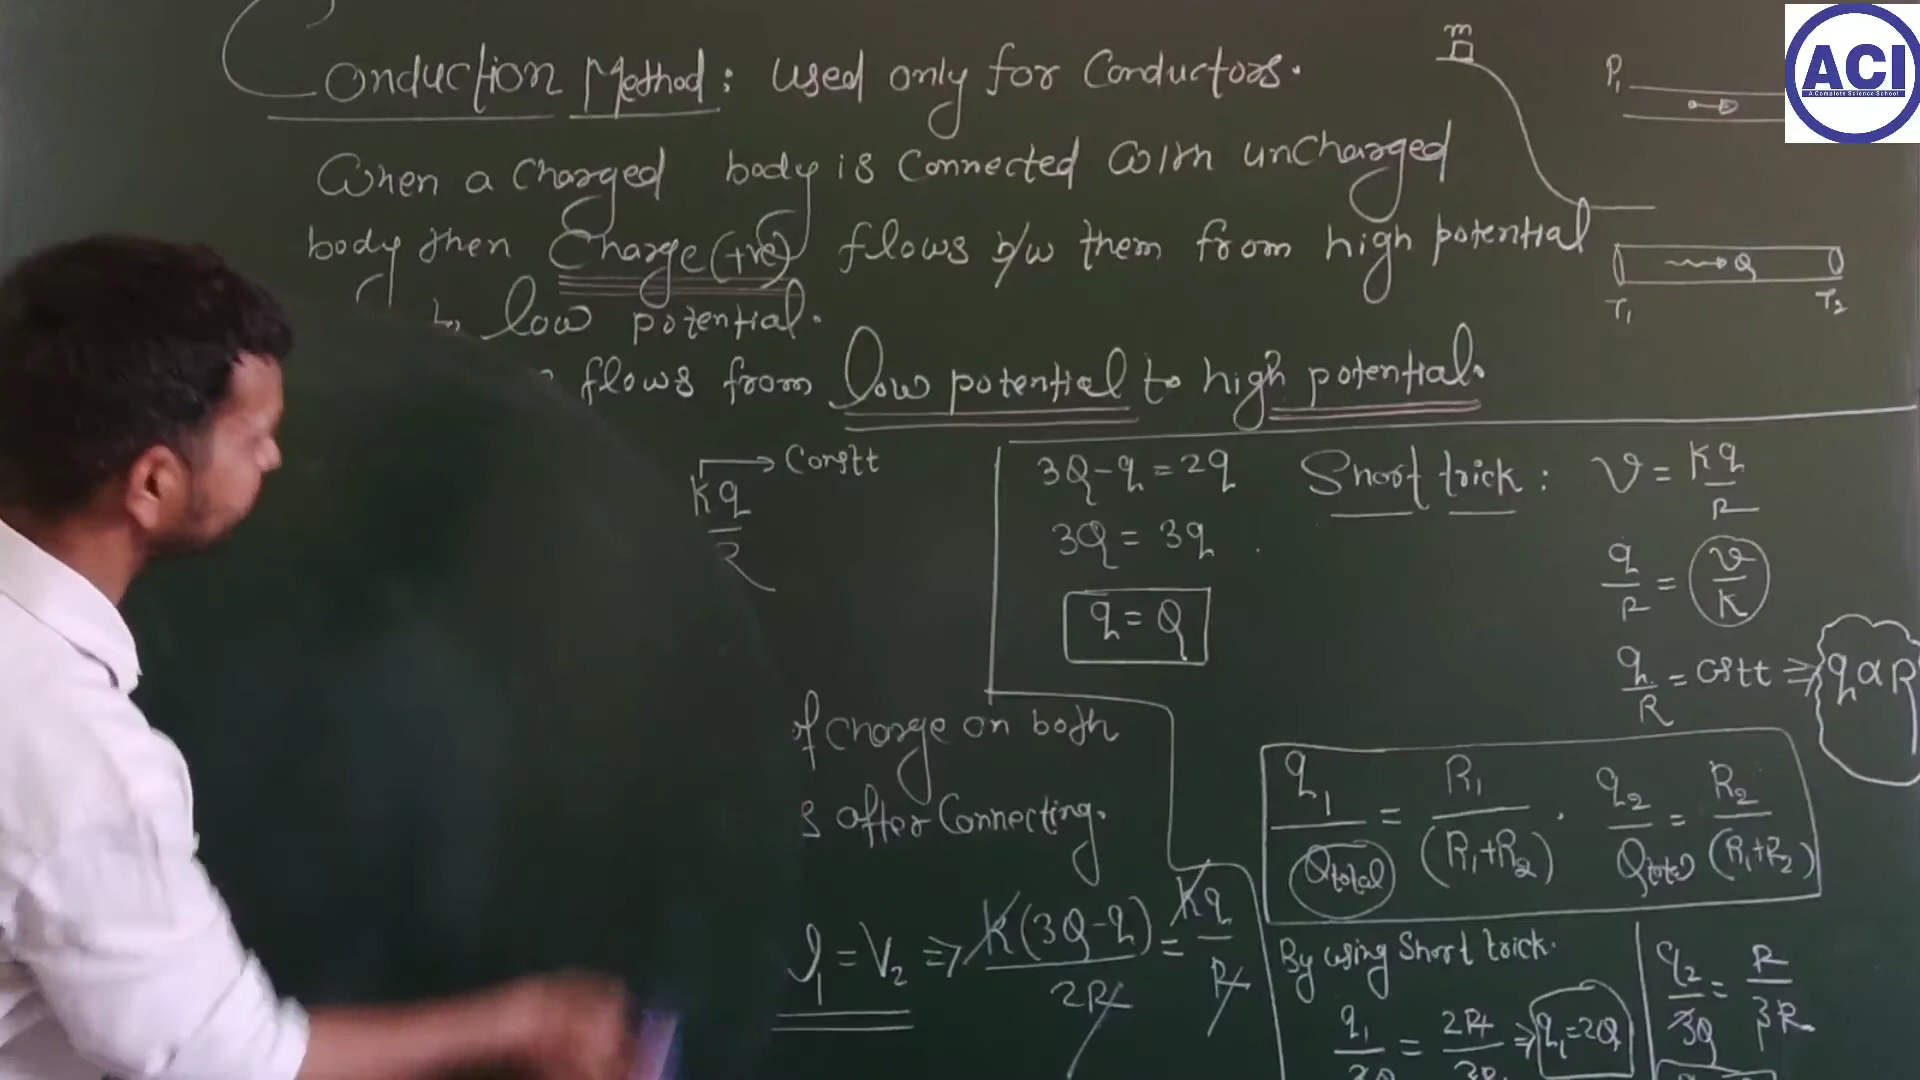 Conduction Method: used only for Conductors.
When a charged body is connected with uncharged
body then Charge(+ve) flows b/w them from high potential
to low potential.
flows from low potential to high potential.
m
P1
ACI
A Complete Science School
Q
T1 T2
Kq/R → Constt
3Q-q=2q
3Q = 3q
q = Q
Short trick: V = Kq/R
q/R = V/K
q/R = constt ⇒ q α R
of charge on both
s after Connecting.
V1 = V2 ⇒ K(3Q-q)/2R = Kq/R
q1/Qtotal = R1/(R1+R2) . q2/Qtotal = R2/(R1+R2)
By using Short trick.
q1/3Q = 2R/3R ⇒ q1=2Q
q2/3Q = R/3R